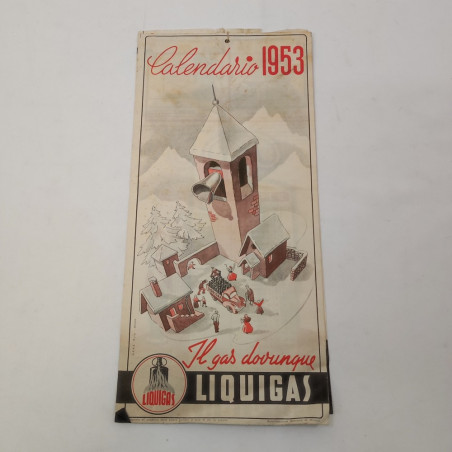 Calendario 1953
Il gas dovunque
LIQUIGAS
LIQUIGAS